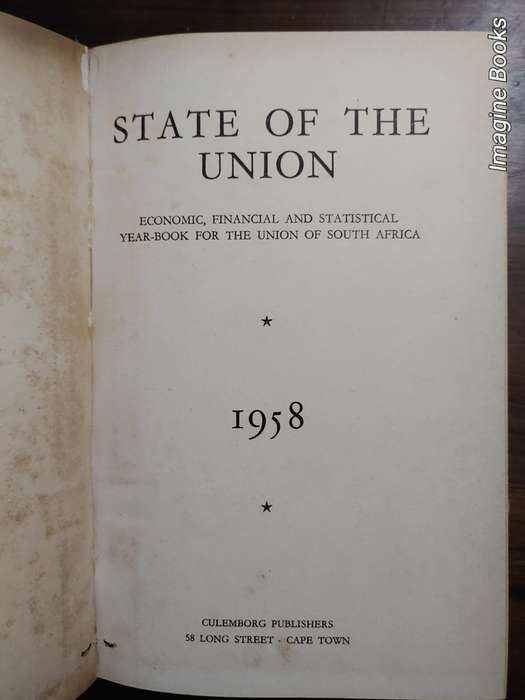 STATE OF THE
UNION
ECONOMIC, FINANCIAL AND STATISTICAL
YEAR-BOOK FOR THE UNION OF SOUTH AFRICA
★
1958
★
CULEMBORG PUBLISHERS
58 LONG STREET - CAPE TOWN
Imagine Books